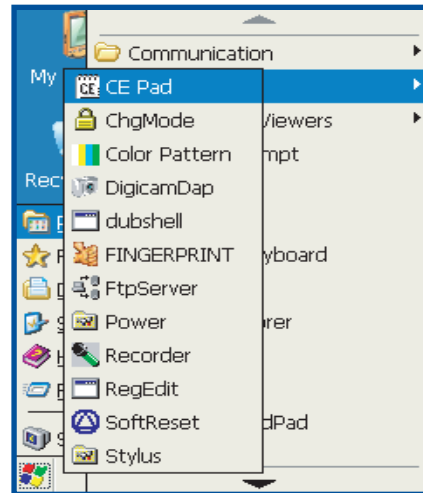 Communication
My
CE Pad
ChgMode
Viewers
Color Pattern
mpt
Rec
DigicamDap
dubshell
FINGERPRINT
yboard
FtpServer
Power
rer
Recorder
RegEdit
SoftReset
dPad
Stylus